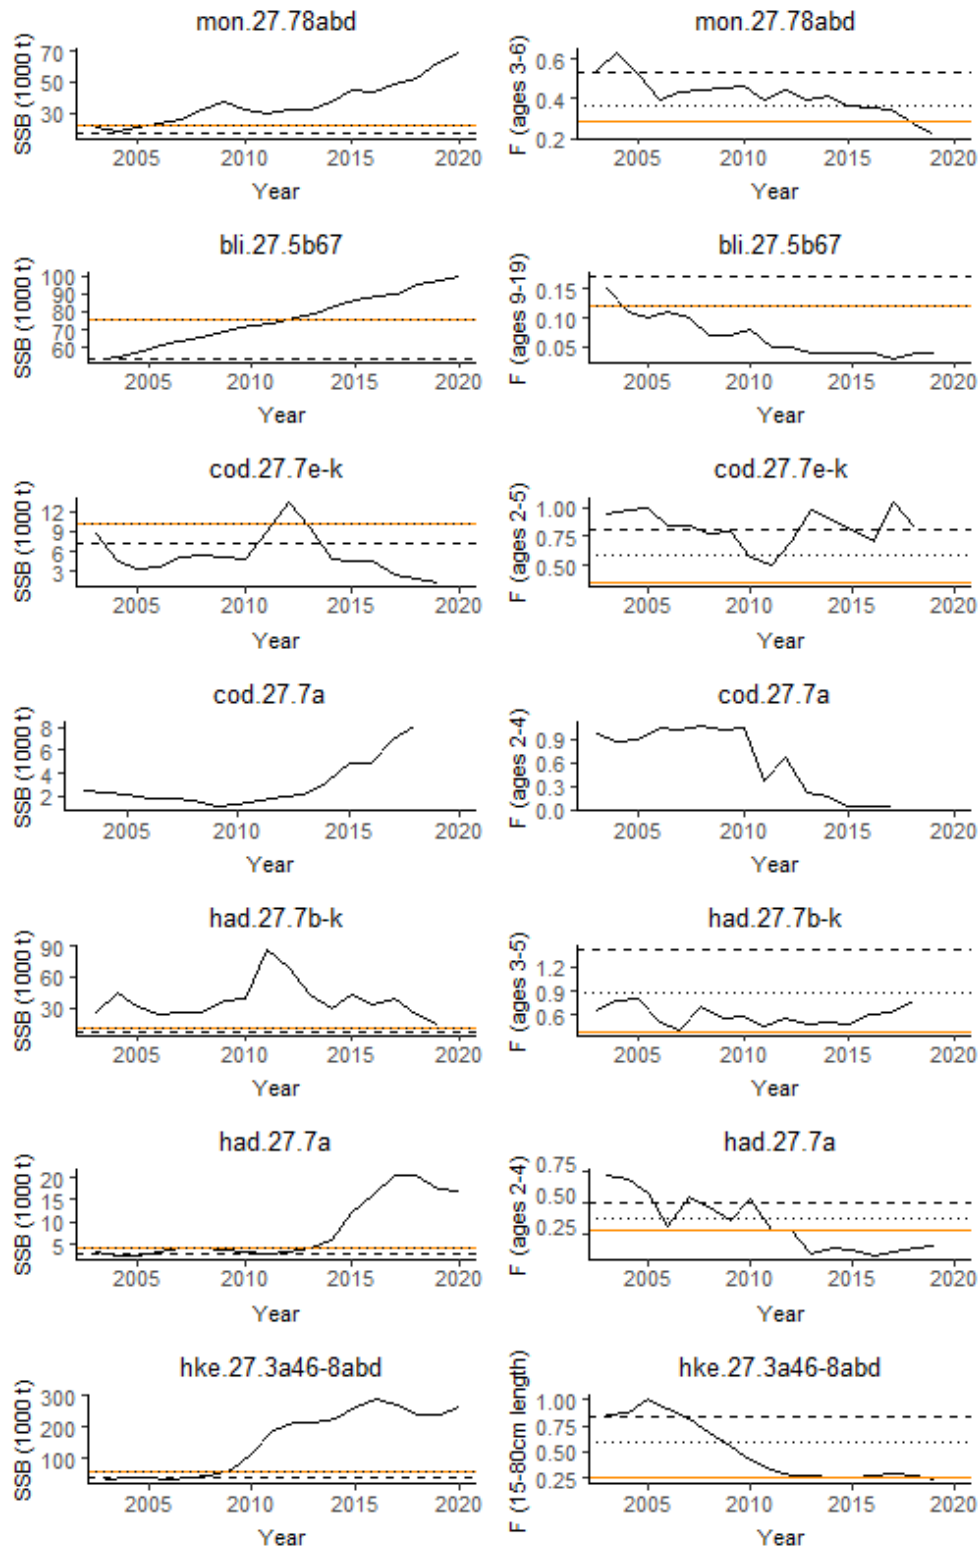 mon.27.78abd
mon.27.78abd
SSB (1000 t)
70
50
30
2005 2010 2015 2020
Year
F (ages 3-6)
0.6
0.4
0.2
2005 2010 2015 2020
Year
bli.27.5b67
bli.27.5b67
SSB (1000 t)
100
90
80
70
60
2005 2010 2015 2020
Year
F (ages 9-19)
0.15
0.10
0.05
2005 2010 2015 2020
Year
cod.27.7e-k
cod.27.7e-k
SSB (1000 t)
12
9
6
3
2005 2010 2015 2020
Year
F (ages 2-5)
1.00
0.75
0.50
2005 2010 2015 2020
Year
cod.27.7a
cod.27.7a
SSB (1000 t)
8
6
4
2
2005 2010 2015 2020
Year
F (ages 2-4)
0.9
0.6
0.3
0.0
2005 2010 2015 2020
Year
had.27.7b-k
had.27.7b-k
SSB (1000 t)
90
60
30
2005 2010 2015 2020
Year
F (ages 3-5)
1.2
0.9
0.6
2005 2010 2015 2020
Year
had.27.7a
had.27.7a
SSB (1000 t)
20
15
10
5
2005 2010 2015 2020
Year
F (ages 2-4)
0.75
0.50
0.25
2005 2010 2015 2020
Year
hke.27.3a46-8abd
hke.27.3a46-8abd
SSB (1000 t)
300
200
100
2005 2010 2015 2020
Year
F (15-80cm length)
1.00
0.75
0.50
0.25
2005 2010 2015 2020
Year